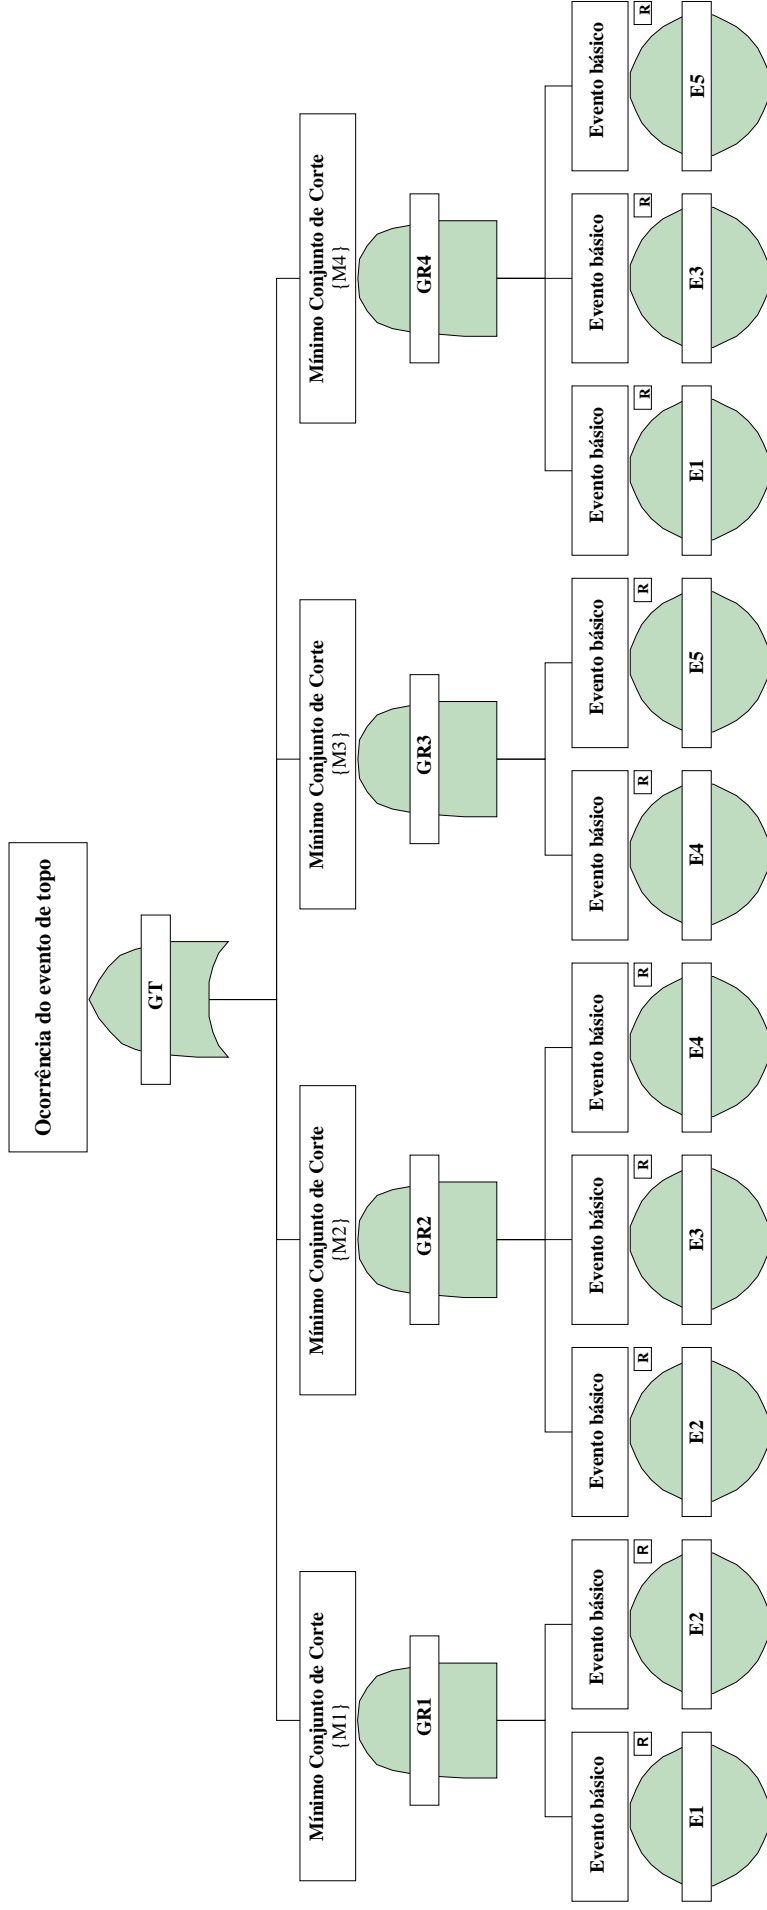 Ocorrência do evento de topo
GT
Mínimo Conjunto de Corte
{M1}
Mínimo Conjunto de Corte
{M2}
Mínimo Conjunto de Corte
{M3}
Mínimo Conjunto de Corte
{M4}
GR1
GR2
GR3
GR4
Evento básico
Evento básico
Evento básico
Evento básico
Evento básico
Evento básico
Evento básico
Evento básico
Evento básico
Evento básico
R
R
R
R
R
R
R
R
R
R
E1
E2
E2
E3
E4
E4
E5
E1
E3
E5